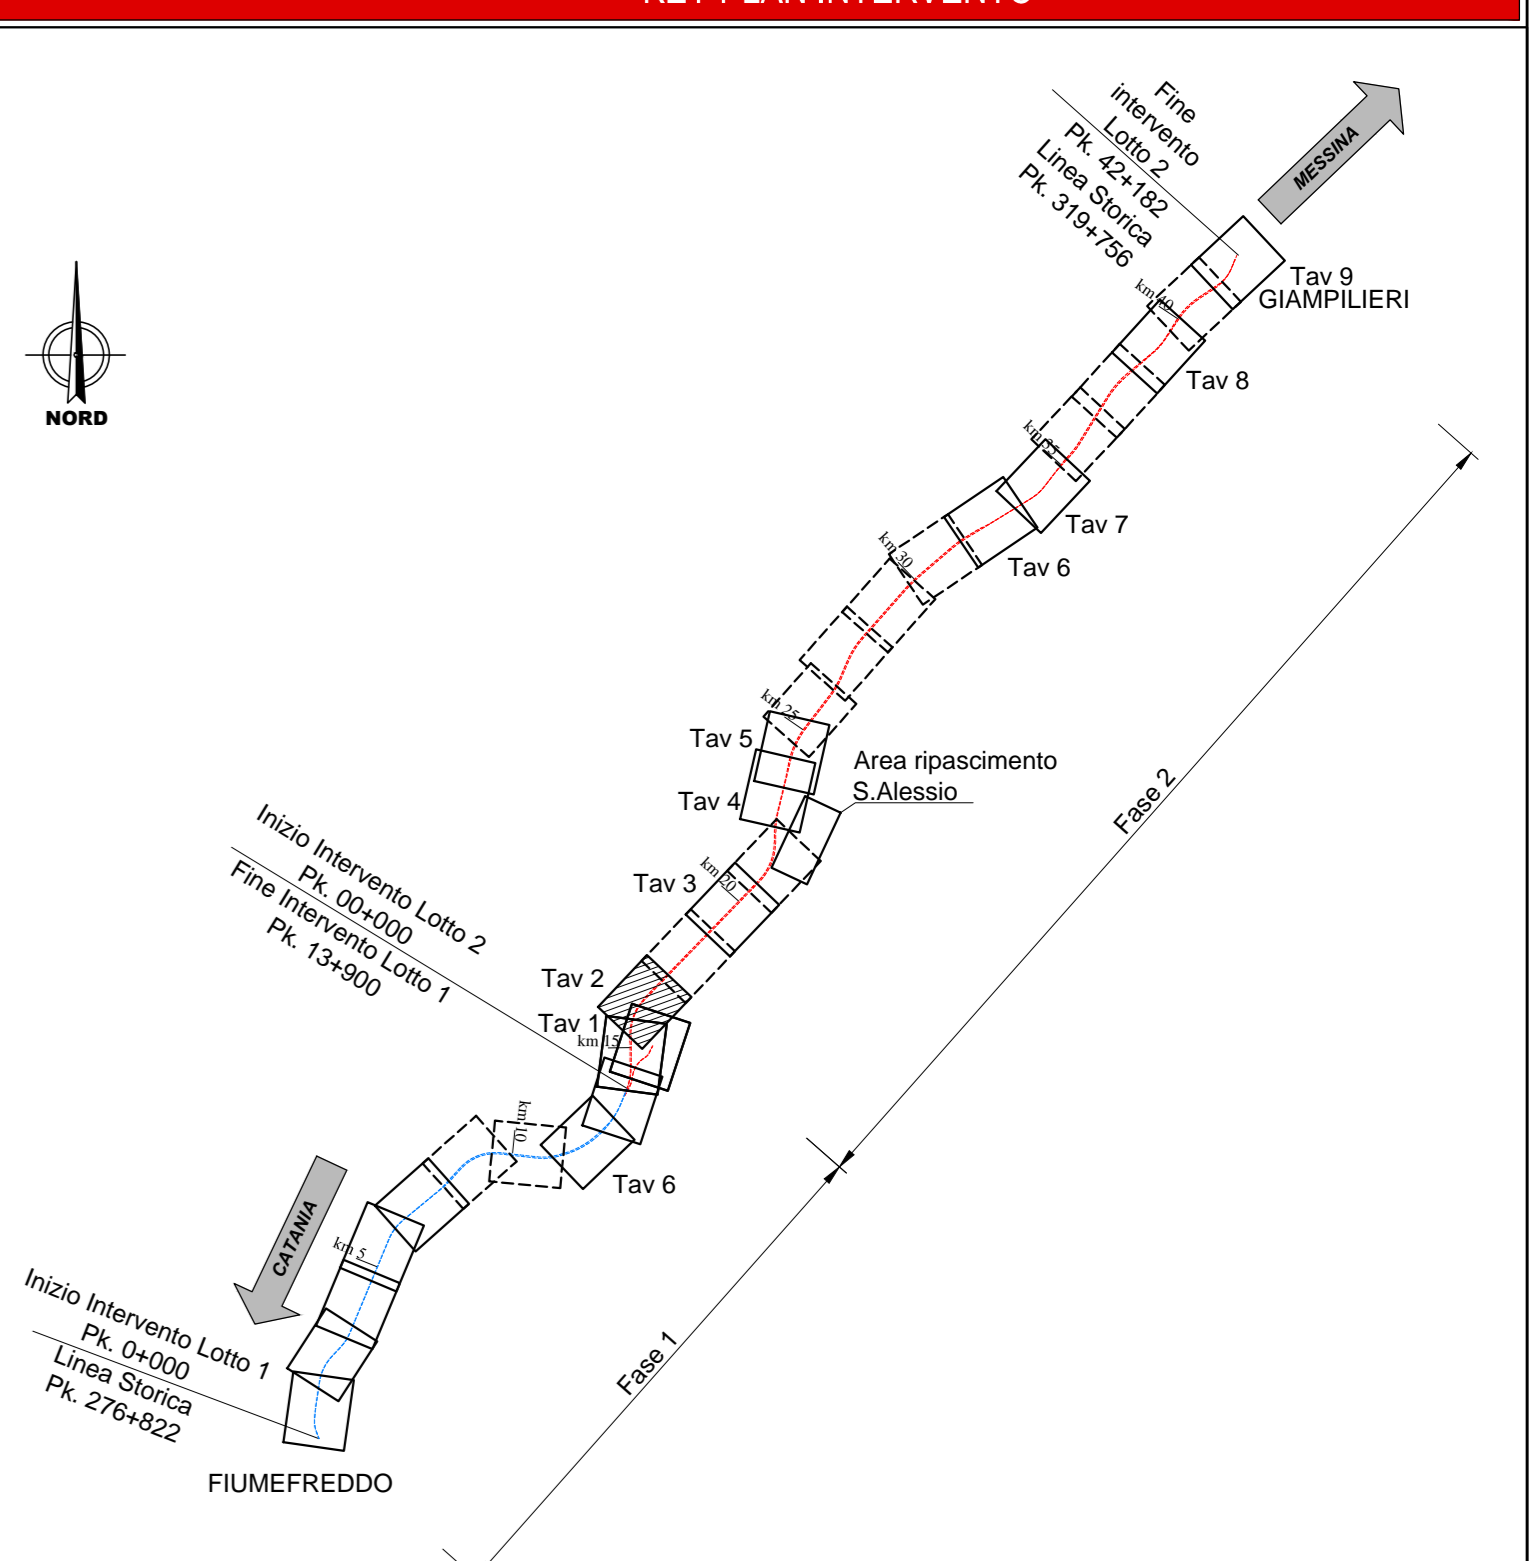 KEY PLAN INTERVENTO
Fine
intervento
Lotto 2
Pk. 42+182
Linea Storica
Pk. 319+756
MESSINA
NORD
Tav 9
GIAMPILIERI
km 40
Tav 8
km 35
Tav 7
Tav 6
km 30
km 25
Tav 5
Area ripascimento
S.Alessio
Tav 4
Fase 2
km 20
Tav 3
Inizio Intervento Lotto 2
Pk. 00+000
Fine Intervento Lotto 1
Pk. 13+900
Tav 2
Tav 1
km 15
km 10
Tav 6
CATANIA
km 5
Inizio Intervento Lotto 1
Pk. 0+000
Linea Storica
Pk. 276+822
Fase 1
FIUMEFREDDO